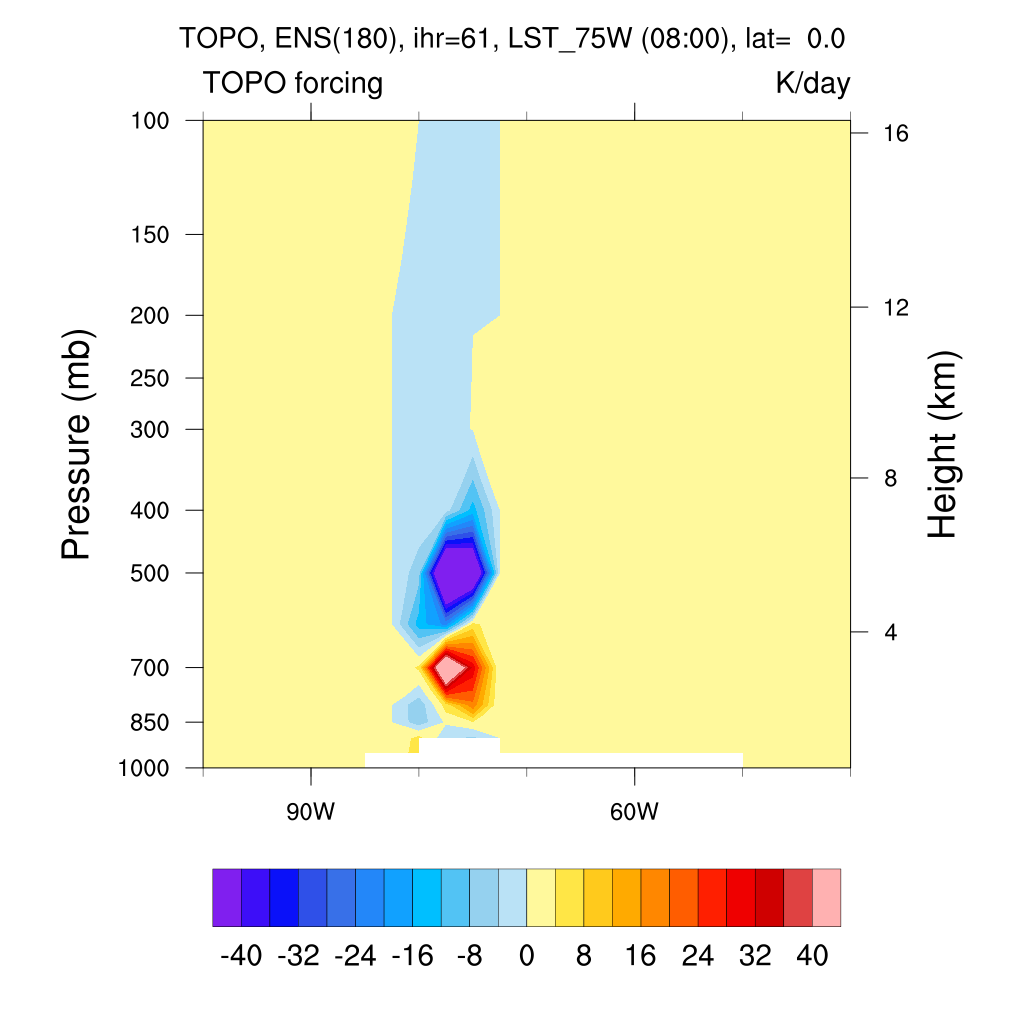 TOPO, ENS(180), ihr=61, LST_75W (08:00), lat=  0.0
TOPO forcing K/day
100
150
200
250
300
400
500
700
850
1000
Pressure (mb)
16
12
8
4
Height (km)
90W 60W
-40 -32 -24 -16 -8 0 8 16 24 32 40